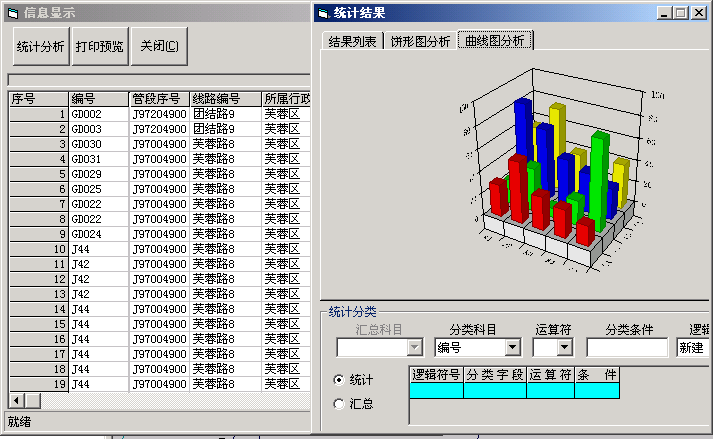 信息显示
统计分析 打印预览 关闭(C)
序号 编号 管段序号 线路编号 所属行政
1 GD002 J97204900 团结路9 芙蓉区
2 GD003 J97204900 团结路9 芙蓉区
3 GD030 J97004900 芙蓉路8 芙蓉区
4 GD031 J97004900 芙蓉路8 芙蓉区
5 GD029 J97004900 芙蓉路8 芙蓉区
6 GD025 J97004900 芙蓉路8 芙蓉区
7 GD022 J97004900 芙蓉路8 芙蓉区
8 GD022 J97004900 芙蓉路8 芙蓉区
9 GD024 J97004900 芙蓉路8 芙蓉区
10 J44 J97004900 芙蓉路8 芙蓉区
11 J42 J97004900 芙蓉路8 芙蓉区
12 J42 J97004900 芙蓉路8 芙蓉区
13 J42 J97004900 芙蓉路8 芙蓉区
14 J44 J97004900 芙蓉路8 芙蓉区
15 J44 J97004900 芙蓉路8 芙蓉区
16 J44 J97004900 芙蓉路8 芙蓉区
17 J44 J97004900 芙蓉路8 芙蓉区
18 J44 J97004900 芙蓉路8 芙蓉区
19 J44 J97004900 芙蓉路8 芙蓉区
就绪
统计结果
结果列表 饼形图分析 曲线图分析
100
80
60
40
20
0
统计分类
汇总科目 分类科目 运算符 分类条件 逻辑
编号 新建
统计
汇总
逻辑符号 分类字段 运算符 条 件